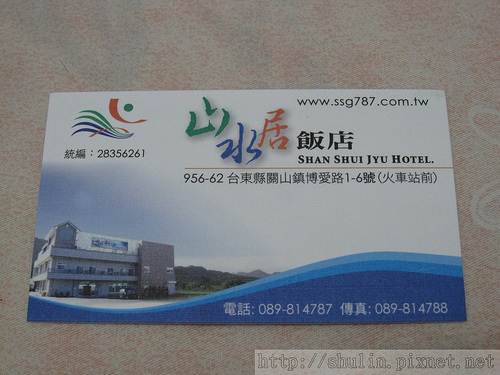 www.ssg787.com.tw
山水居飯店
SHAN SHUI JYU HOTEL.
統編：28356261
956-62 台東縣關山鎮博愛路1-6號(火車站前)
電話: 089-814787 傳真: 089-814788
http://shulin.pixnet.net